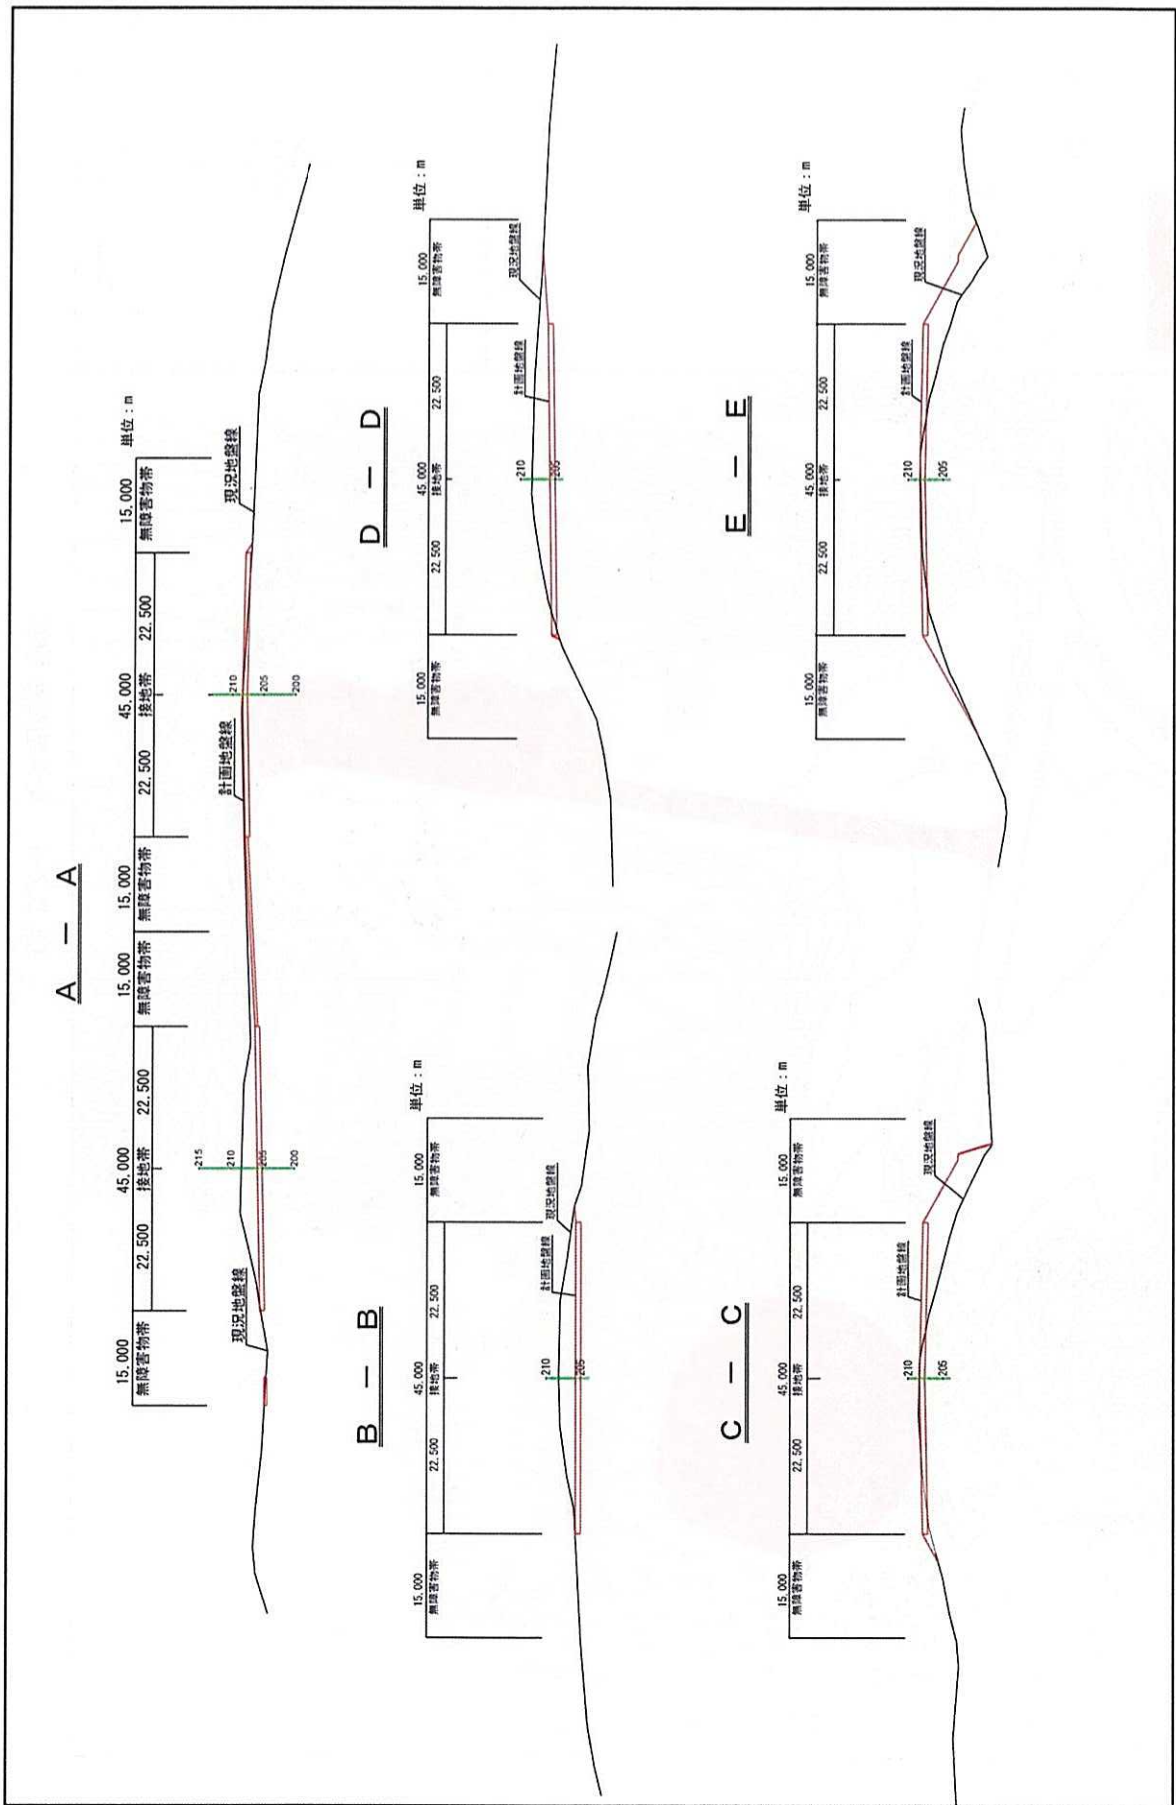 A － A
15.000 15.000 15.000 15.000 単位：m
無障害物帯 45.000 無障害物帯 無障害物帯 45.000 無障害物帯
22.500 接地帯 22.500 22.500 接地帯 22.500
現況地盤線 計画地盤線 現況地盤線
215
210 210
205 205
200 200
B － B
15.000 45.000 15.000 単位：m
無障害物帯 無障害物帯
22.500 接地帯 22.500
計画地盤線
現況地盤線
210
205
D － D
15.000 45.000 15.000 単位：m
無障害物帯 無障害物帯
22.500 接地帯 22.500
計画地盤線
現況地盤線
210
205
C － C
15.000 45.000 15.000 単位：m
無障害物帯 無障害物帯
22.500 接地帯 22.500
計画地盤線
現況地盤線
210
205
E － E
15.000 45.000 15.000 単位：m
無障害物帯 無障害物帯
22.500 接地帯 22.500
計画地盤線
現況地盤線
210
205